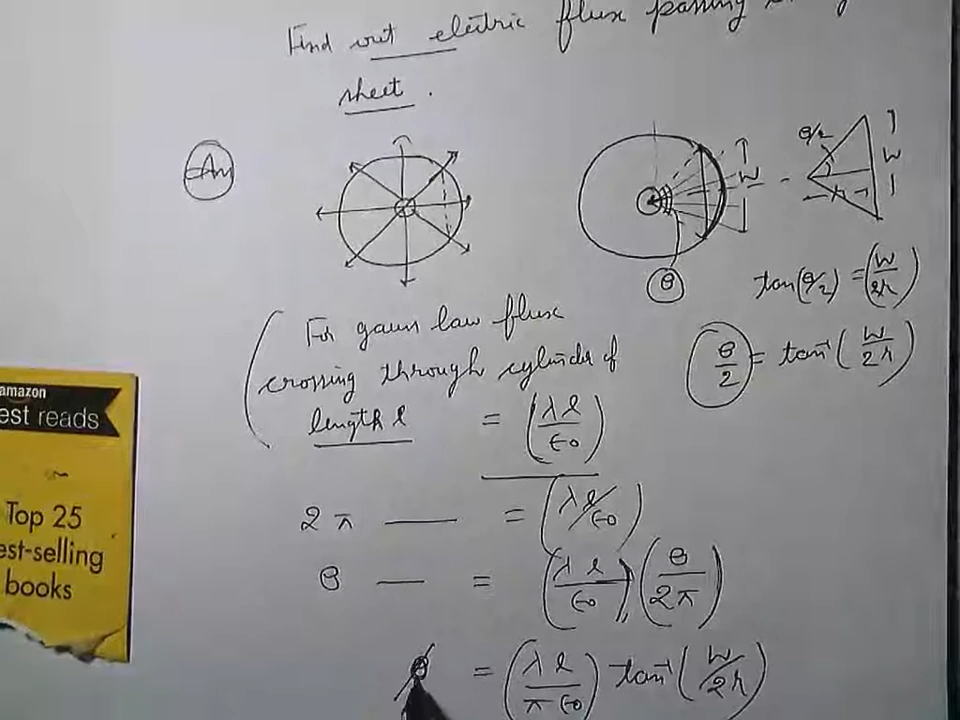 Find out electric flux passing
sheet .
Ans
θ/2
W
r
W
θ
tan(θ/2) = (W/2r)
θ/2 = tan⁻¹(W/2r)
For gauss law flux
crossing through cylinder of
length l = (λl/ε0)
2π — = (λl/ε0)
θ — = (λl/ε0), (θ/2π)
ϕ = (λl/πε0) tan⁻¹(W/2r)
amazon
est reads
Top 25
est-selling
books